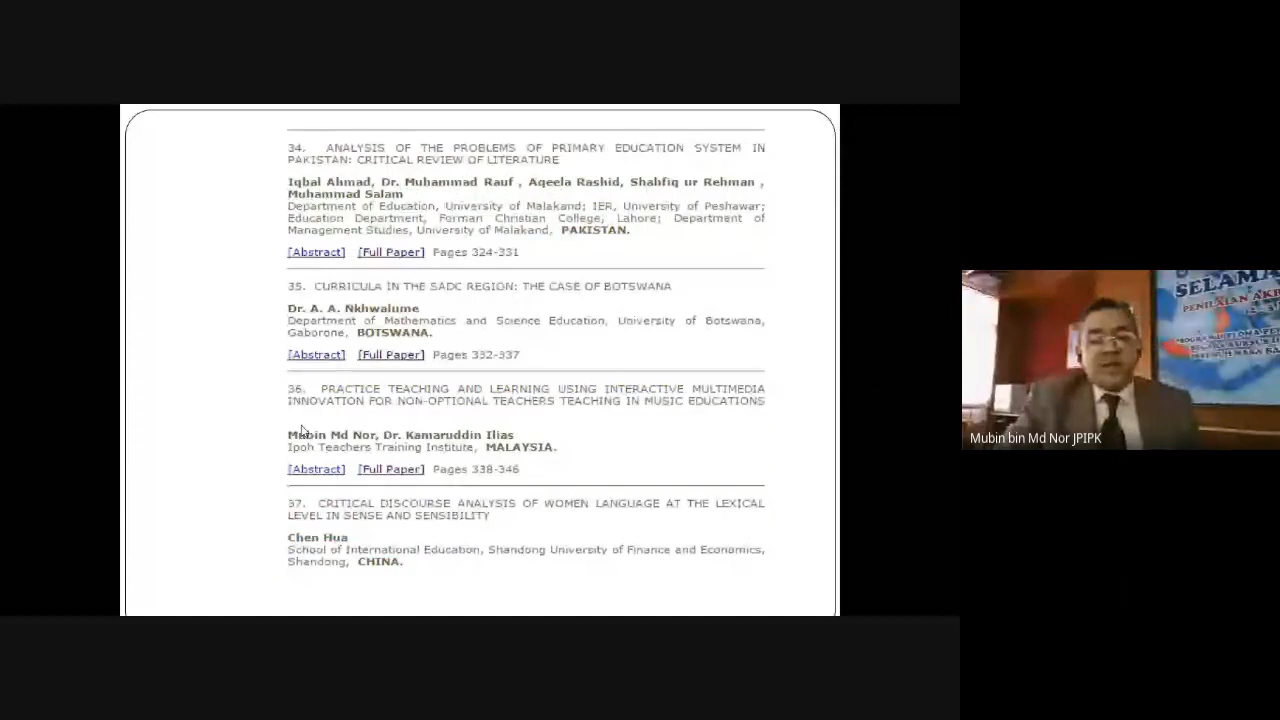 34. ANALYSIS OF THE PROBLEMS OF PRIMARY EDUCATION SYSTEM IN
PAKISTAN: CRITICAL REVIEW OF LITERATURE
Iqbal Ahmad, Dr. Muhammad Rauf , Aqeela Rashid, Shahfiq ur Rehman ,
Muhammad Salam
Department of Education, University of Malakand; IER, University of Peshawar;
Education Department, Forman Christian College, Lahore; Department of
Management Studies, University of Malakand, PAKISTAN.
[Abstract] [Full Paper] Pages 324-331
35. CURRICULA IN THE SADC REGION: THE CASE OF BOTSWANA
Dr. A. A. Nkhwalume
Department of Mathematics and Science Education, University of Botswana,
Gaborone, BOTSWANA.
[Abstract] [Full Paper] Pages 332-337
36. PRACTICE TEACHING AND LEARNING USING INTERACTIVE MULTIMEDIA
INNOVATION FOR NON-OPTIONAL TEACHERS TEACHING IN MUSIC EDUCATIONS
Mubin Md Nor, Dr. Kamaruddin Ilias
Ipoh Teachers Training Institute, MALAYSIA.
[Abstract] [Full Paper] Pages 338-346
37. CRITICAL DISCOURSE ANALYSIS OF WOMEN LANGUAGE AT THE LEXICAL
LEVEL IN SENSE AND SENSIBILITY
Chen Hua
School of International Education, Shandong University of Finance and Economics,
Shandong, CHINA.
SELAMA
PENILAIAN AKR
Mubin bin Md Nor JPIPK